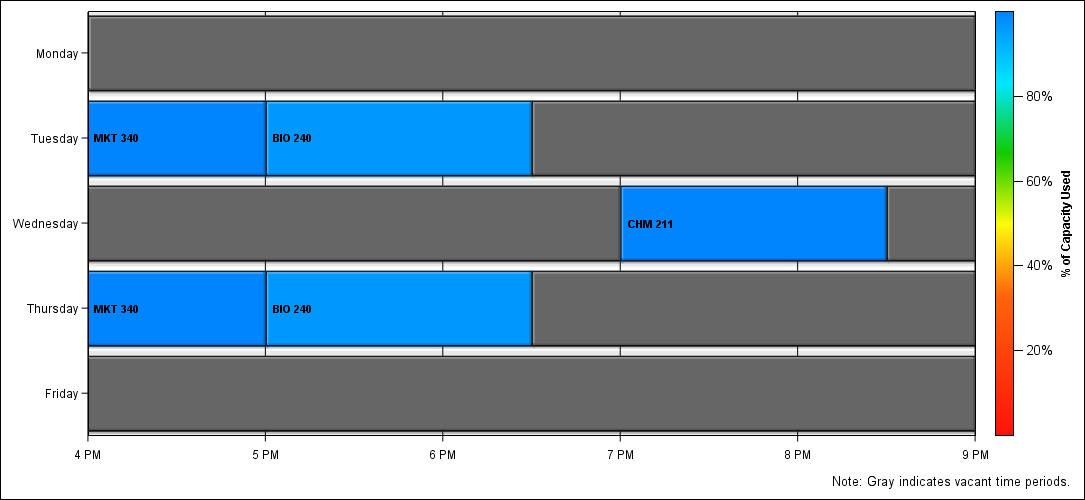 Monday
Tuesday
MKT 340
BIO 240
Wednesday
CHM 211
Thursday
MKT 340
BIO 240
Friday
4 PM
5 PM
6 PM
7 PM
8 PM
9 PM
80%
60%
40%
20%
% of Capacity Used
Note: Gray indicates vacant time periods.